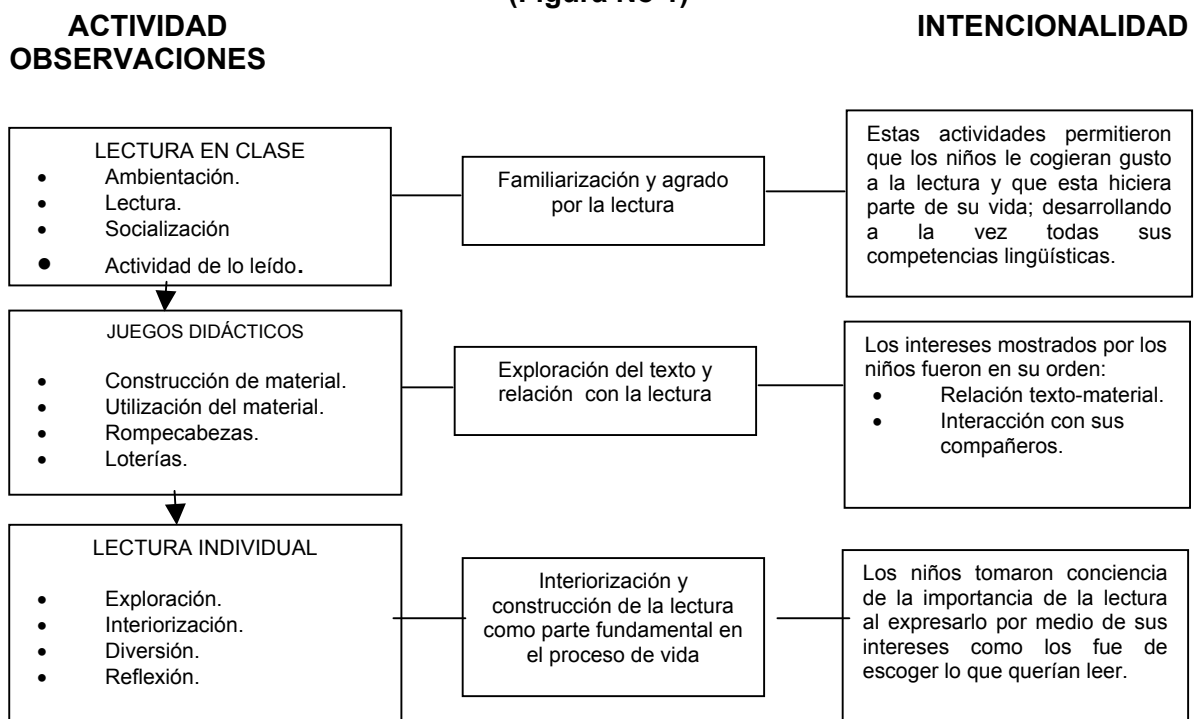 (Figura No 1)
ACTIVIDAD
OBSERVACIONES
INTENCIONALIDAD
LECTURA EN CLASE
• Ambientación.
• Lectura.
• Socialización
• Actividad de lo leído.
Familiarización y agrado
por la lectura
Estas actividades permitieron
que los niños le cogieran gusto
a la lectura y que esta hiciera
parte de su vida; desarrollando
a la vez todas sus
competencias lingüísticas.
JUEGOS DIDÁCTICOS
• Construcción de material.
• Utilización del material.
• Rompecabezas.
• Loterías.
Exploración del texto y
relación con la lectura
Los intereses mostrados por los
niños fueron en su orden:
• Relación texto-material.
• Interacción con sus
compañeros.
LECTURA INDIVIDUAL
• Exploración.
• Interiorización.
• Diversión.
• Reflexión.
Interiorización y
construcción de la lectura
como parte fundamental en
el proceso de vida
Los niños tomaron conciencia
de la importancia de la lectura
al expresarlo por medio de sus
intereses como los fue de
escoger lo que querían leer.